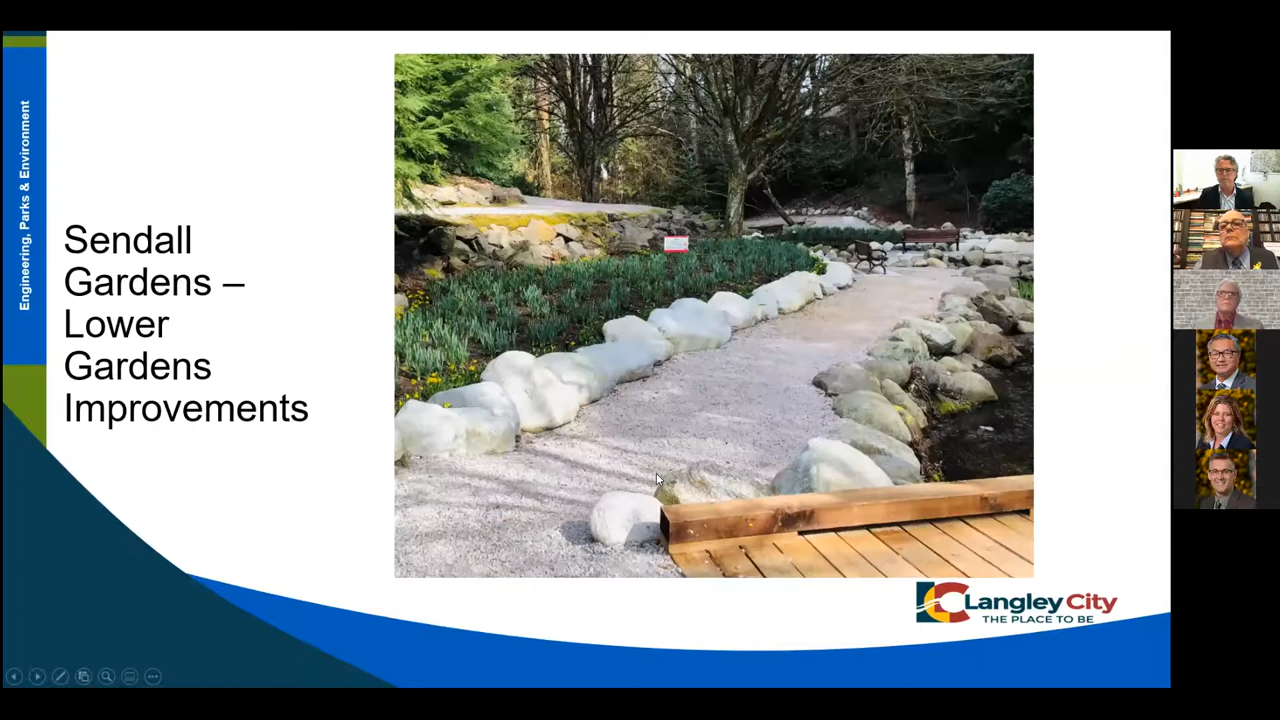 Engineering, Parks & Environment
Sendall
Gardens –
Lower
Gardens
Improvements
Langley City
THE PLACE TO BE